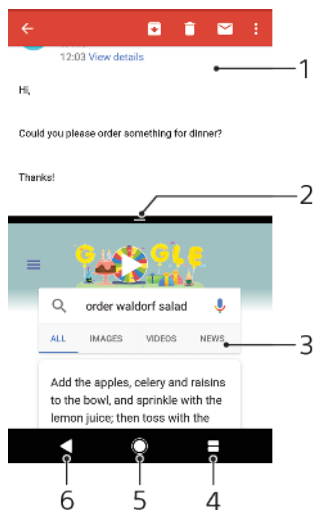 12:03 View details
1
Hi,
Could you please order something for dinner?
Thanks!
2
GOOGLE
order waldorf salad
ALL IMAGES VIDEOS NEWS
3
Add the apples, celery and raisins
to the bowl, and sprinkle with the
lemon juice; then toss with the
6 5 4